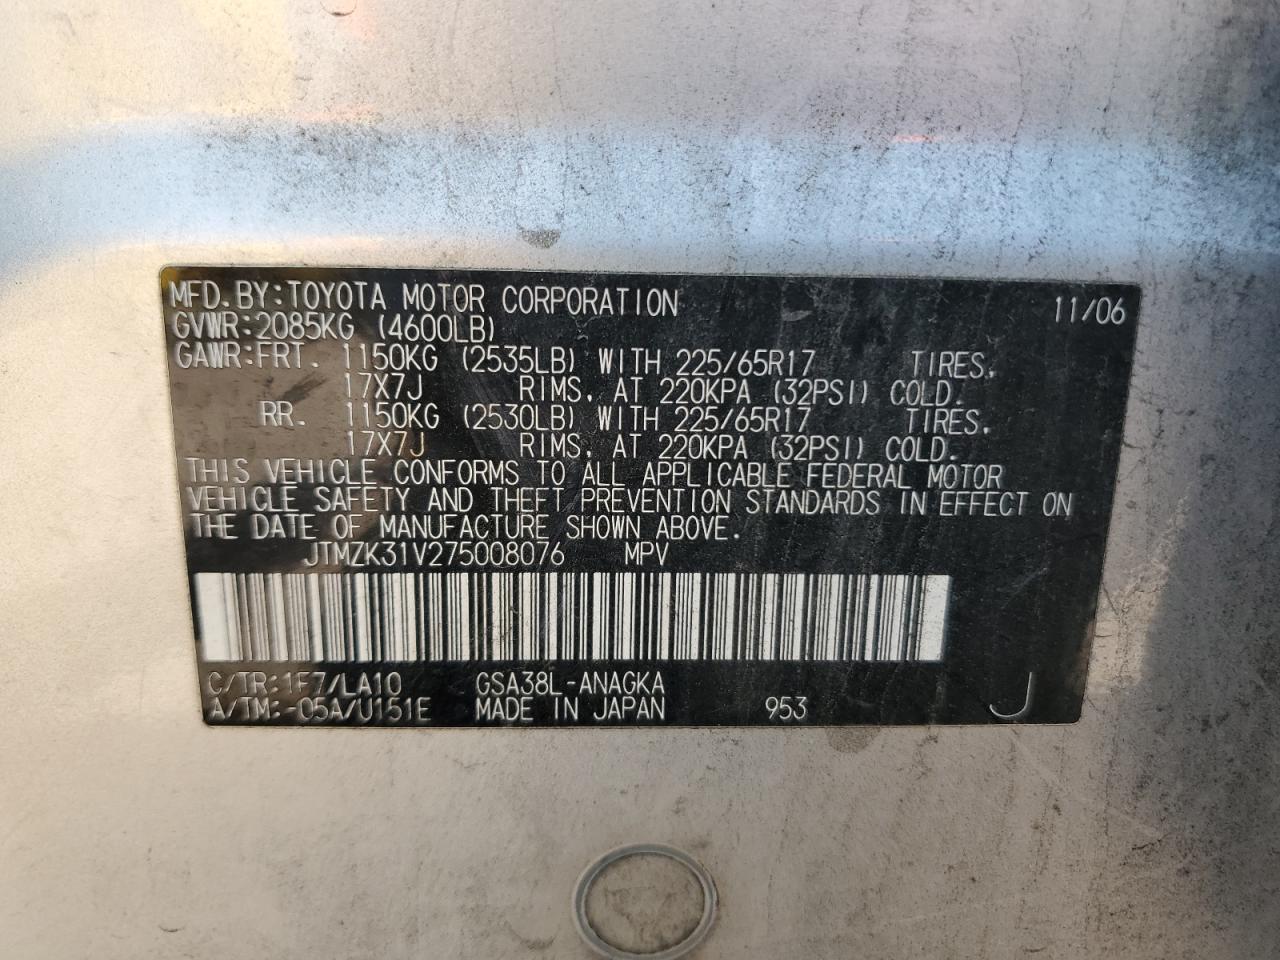 MFD.BY:TOYOTA MOTOR CORPORATION 11/06
GVWR:2085KG (4600LB)
GAWR:FRT. 1150KG (2535LB) WITH 225/65R17 TIRES,
17X7J RIMS, AT 220KPA (32PSI) COLD.
RR. 1150KG (2530LB) WITH 225/65R17 TIRES,
17X7J RIMS, AT 220KPA (32PSI) COLD.
THIS VEHICLE CONFORMS TO ALL APPLICABLE FEDERAL MOTOR
VEHICLE SAFETY AND THEFT PREVENTION STANDARDS IN EFFECT ON
THE DATE OF MANUFACTURE SHOWN ABOVE.
JTMZK31V275008076 MPV
C/TR:1F7/LA10 GSA38L-ANAGKA
A/TM:-05A/U151E MADE IN JAPAN 953 J